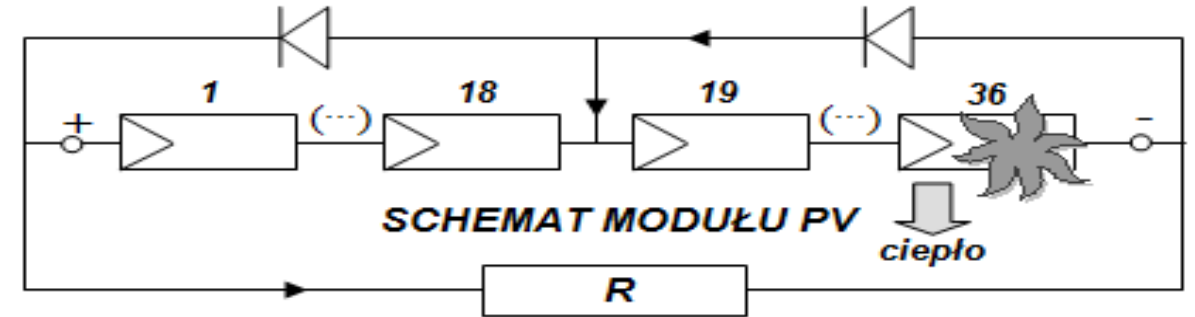 1 (...) 18 19 (...) 36
+ -
SCHEMAT MODUŁU PV
ciepło
R